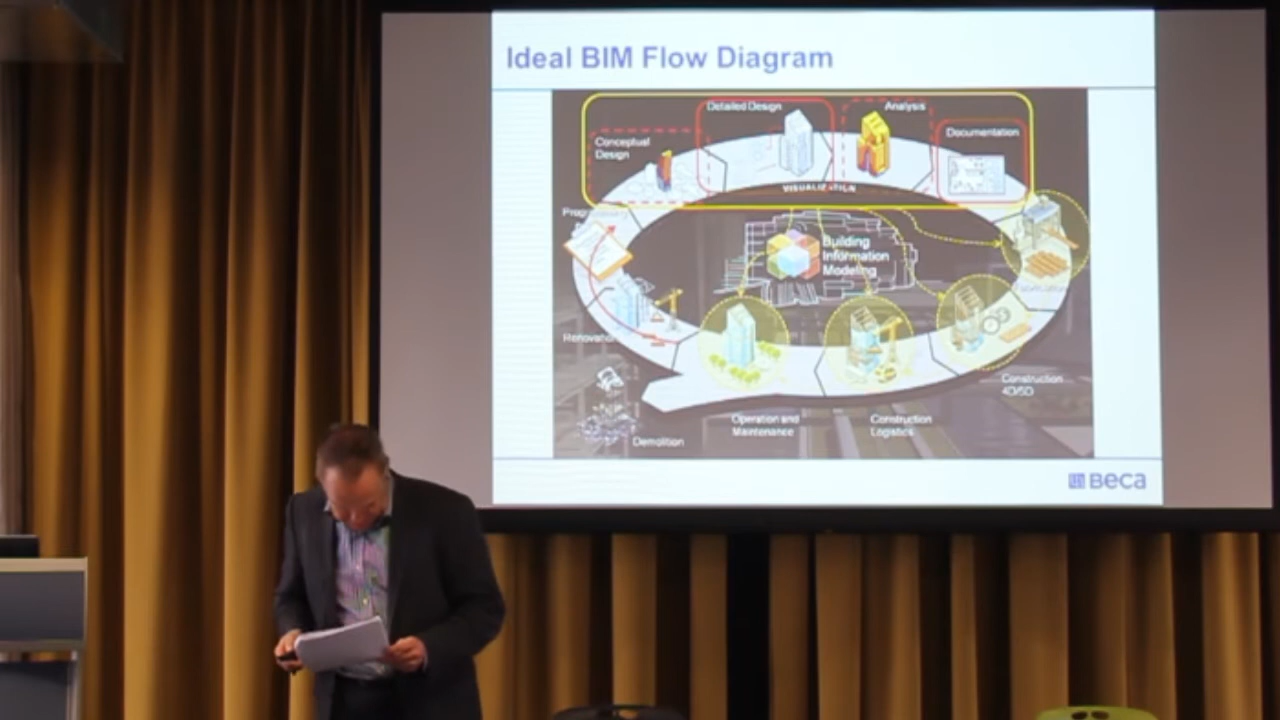 Ideal BIM Flow Diagram
Detailed Design
Analysis
Conceptual
Design
Documentation
VISUALIZATION
Building
Information
Modeling
Construction
4D/5D
Operation and
Maintenance
Construction
Logistics
Demolition
Beca